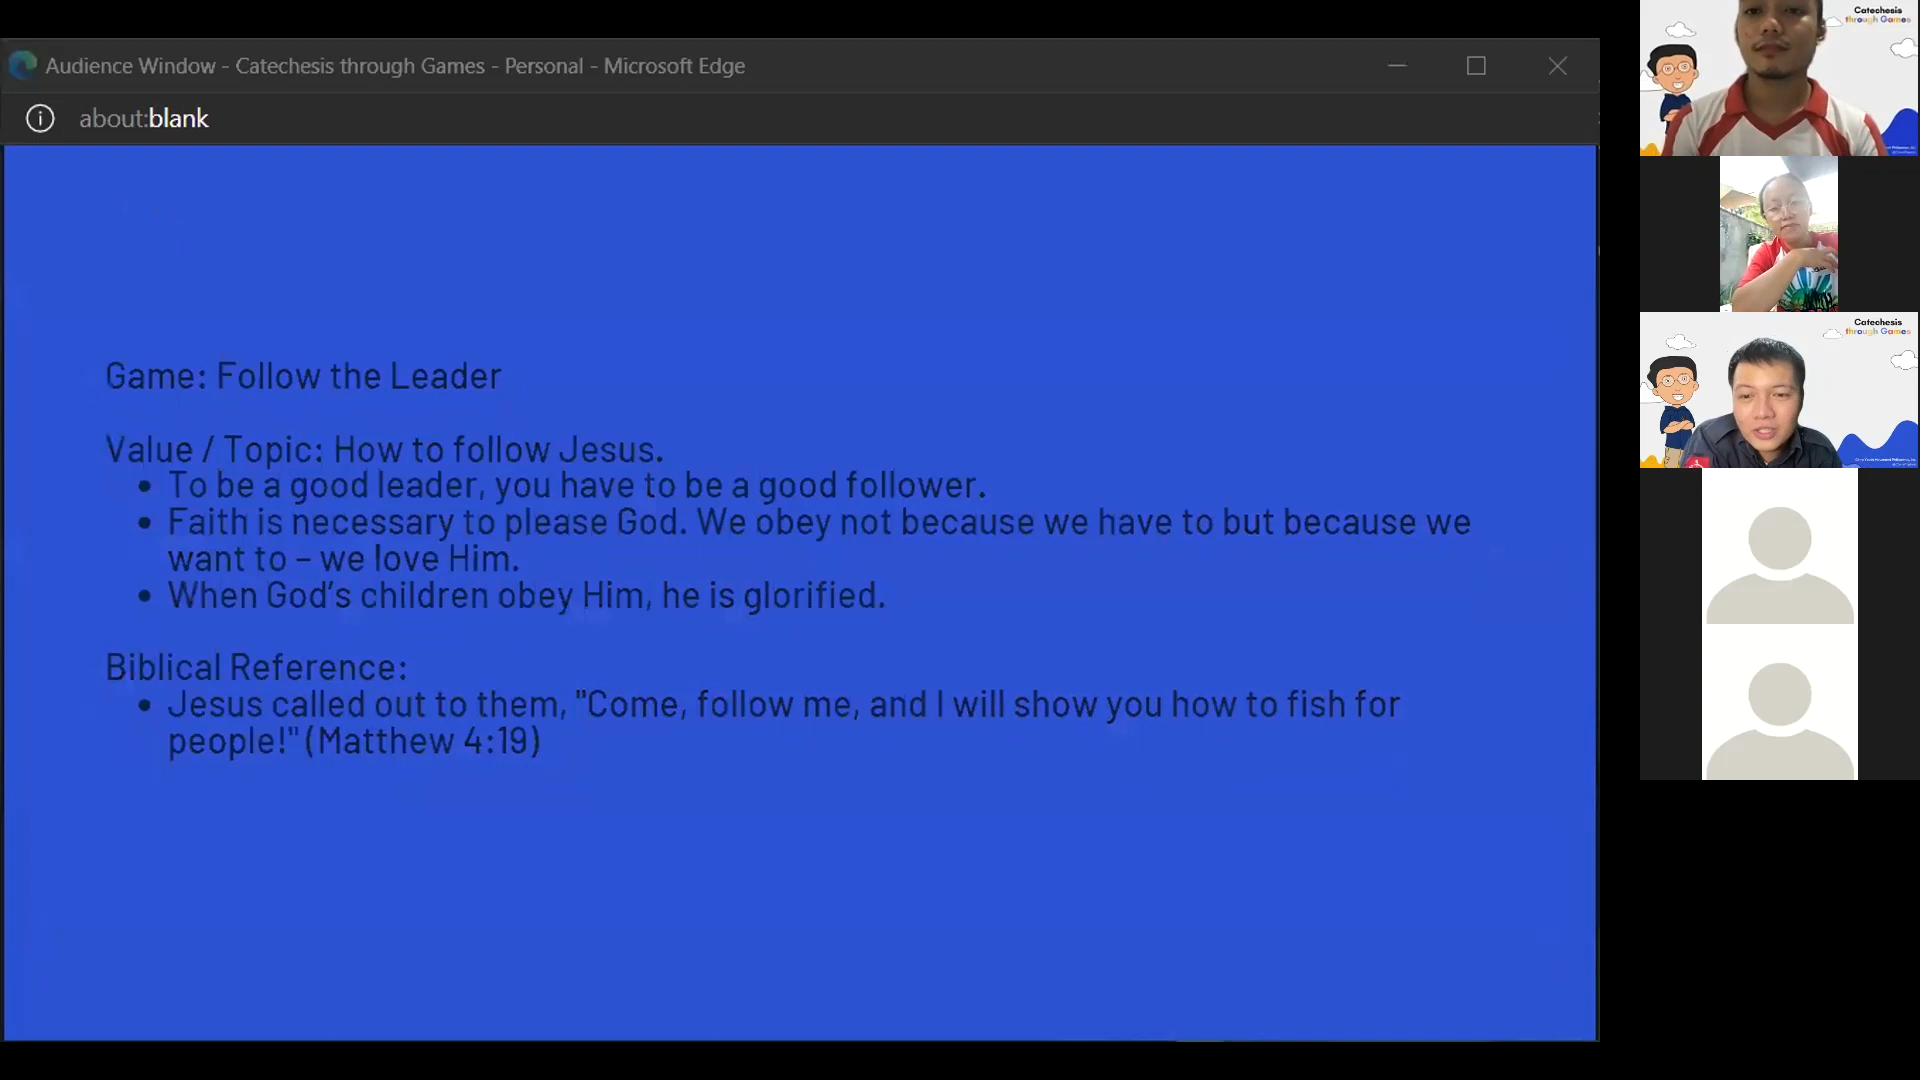 Audience Window - Catechesis through Games - Personal - Microsoft Edge
about:blank
Game: Follow the Leader
Value / Topic: How to follow Jesus.
• To be a good leader, you have to be a good follower.
• Faith is necessary to please God. We obey not because we have to but because we
want to – we love Him.
• When God's children obey Him, he is glorified.
Biblical Reference:
• Jesus called out to them, "Come, follow me, and I will show you how to fish for
people!" (Matthew 4:19)
Catechesis
through Games
Catechesis
through Games